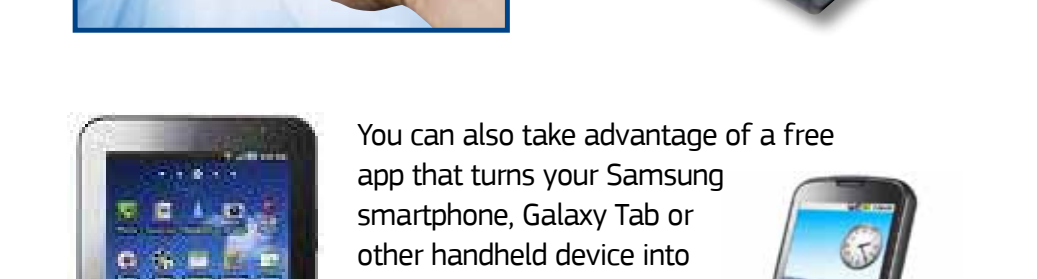 You can also take advantage of a free
app that turns your Samsung
smartphone, Galaxy Tab or
other handheld device into